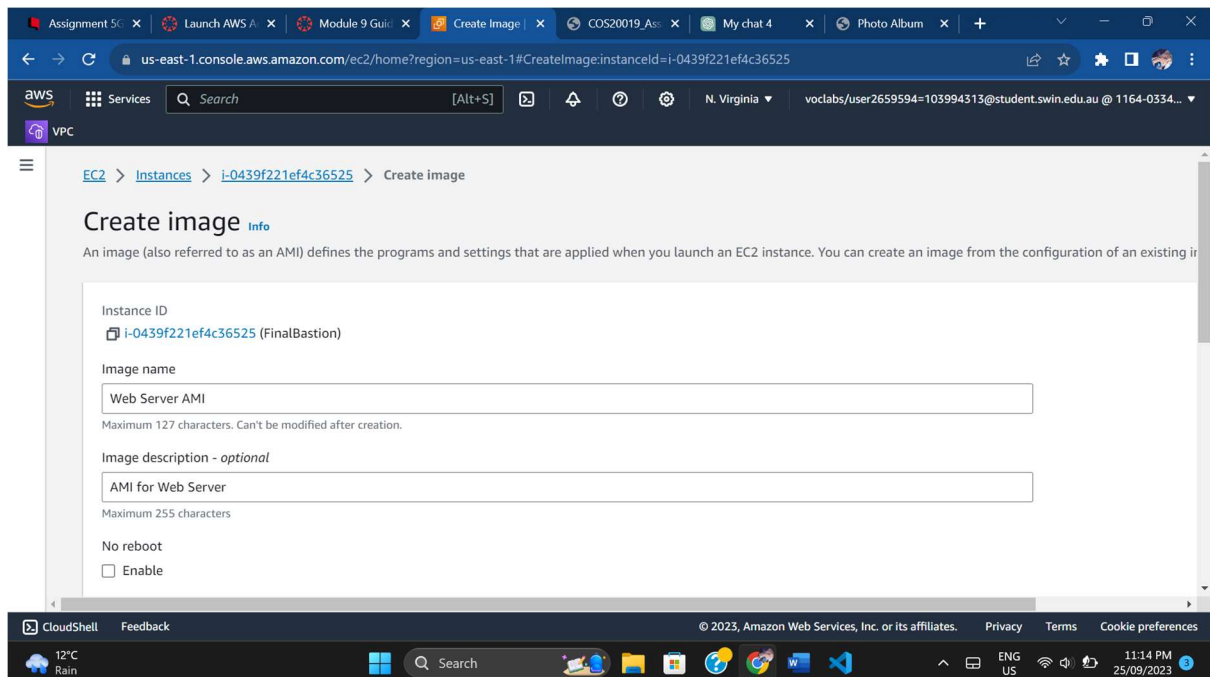 Assignment 5G
Launch AWS A
Module 9 Guid
Create Image |
COS20019_Ass
My chat 4
Photo Album
us-east-1.console.aws.amazon.com/ec2/home?region=us-east-1#CreateImage:instanceId=i-0439f221ef4c36525
aws
Services
Search
[Alt+S]
N. Virginia
voclabs/user2659594=103994313@student.swin.edu.au @ 1164-0334...
VPC
EC2 > Instances > i-0439f221ef4c36525 > Create image
Create image Info
An image (also referred to as an AMI) defines the programs and settings that are applied when you launch an EC2 instance. You can create an image from the configuration of an existing in
Instance ID
i-0439f221ef4c36525 (FinalBastion)
Image name
Web Server AMI
Maximum 127 characters. Can't be modified after creation.
Image description - optional
AMI for Web Server
Maximum 255 characters
No reboot
Enable
CloudShell
Feedback
© 2023, Amazon Web Services, Inc. or its affiliates.
Privacy
Terms
Cookie preferences
12°C
Rain
Search
ENG
US
11:14 PM
25/09/2023
3